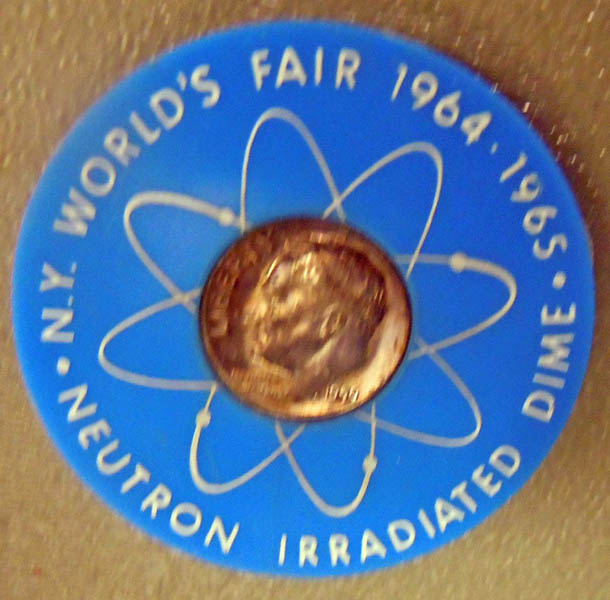 N.Y. WORLD'S FAIR 1964·1965
NEUTRON IRRADIATED DIME